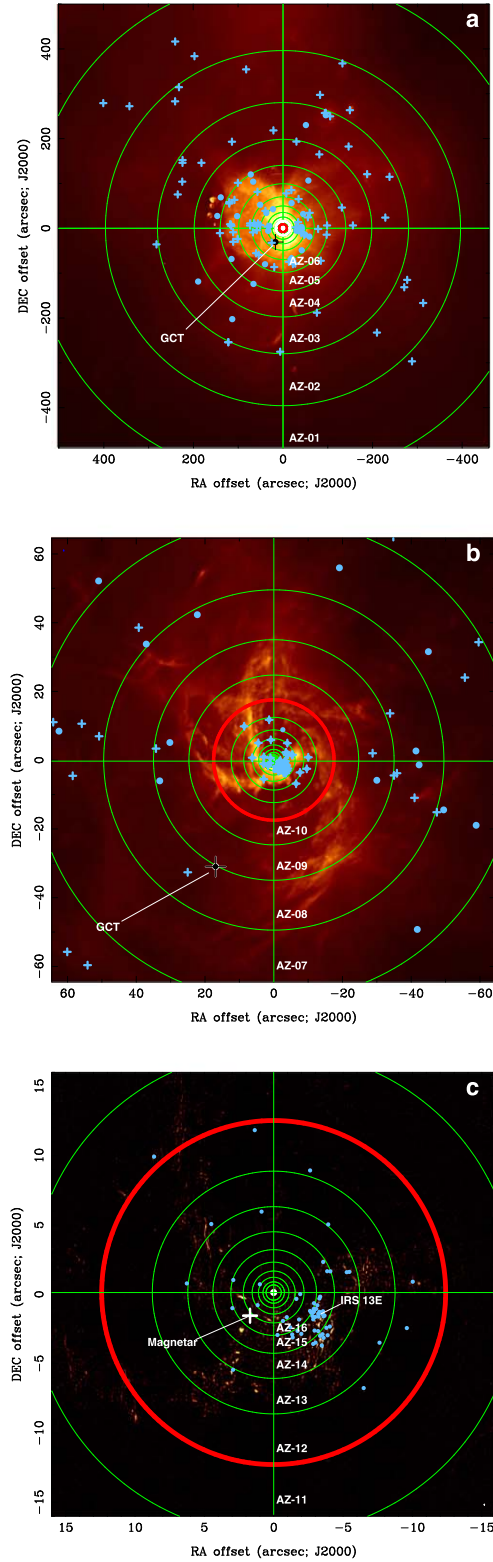 a
400
200
0
-200
-400
DEC offset (arcsec; J2000)
AZ-06
AZ-05
AZ-04
AZ-03
AZ-02
AZ-01
GCT
400 200 0 -200 -400
RA offset (arcsec; J2000)
b
60
40
20
0
-20
-40
-60
DEC offset (arcsec; J2000)
AZ-10
AZ-09
AZ-08
AZ-07
GCT
60 40 20 0 -20 -40 -60
RA offset (arcsec; J2000)
c
15
10
5
0
-5
-10
-15
DEC offset (arcsec; J2000)
IRS 13E
Magnetar
AZ-16
AZ-15
AZ-14
AZ-13
AZ-12
AZ-11
15 10 5 0 -5 -10 -15
RA offset (arcsec; J2000)